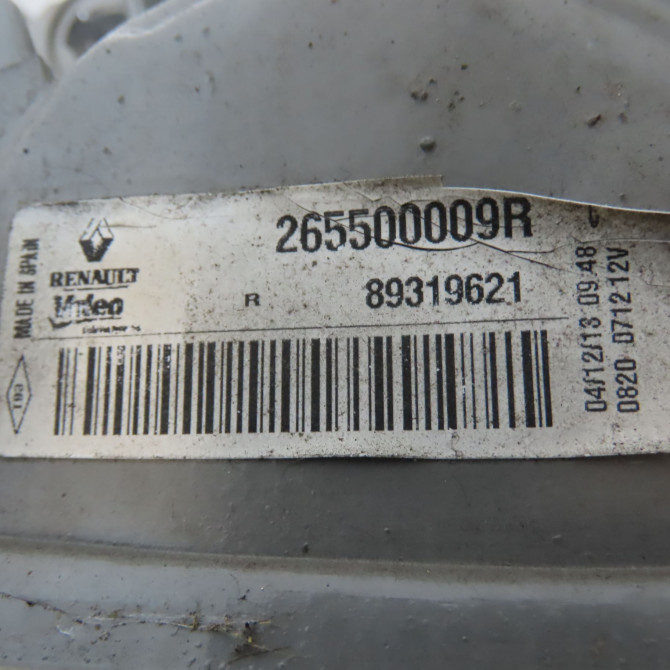 265500009R
RENAULT
Valeo
R 89319621
MADE IN SPAIN
04/12/13 09:48
0820 071212V